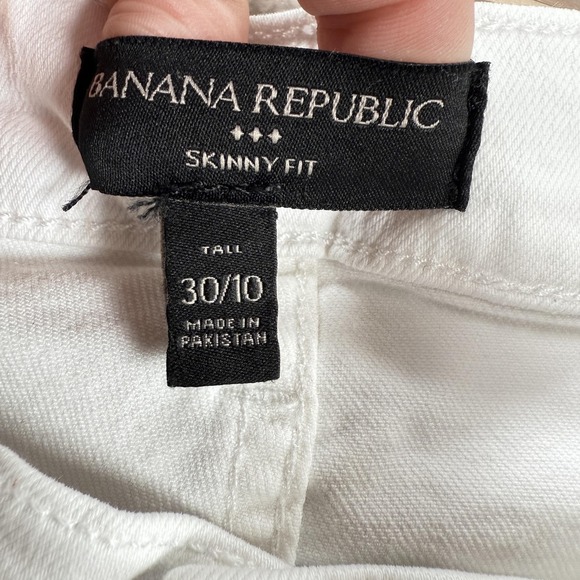 BANANA REPUBLIC
SKINNY FIT
TALL
30/10
MADE IN
PAKISTAN